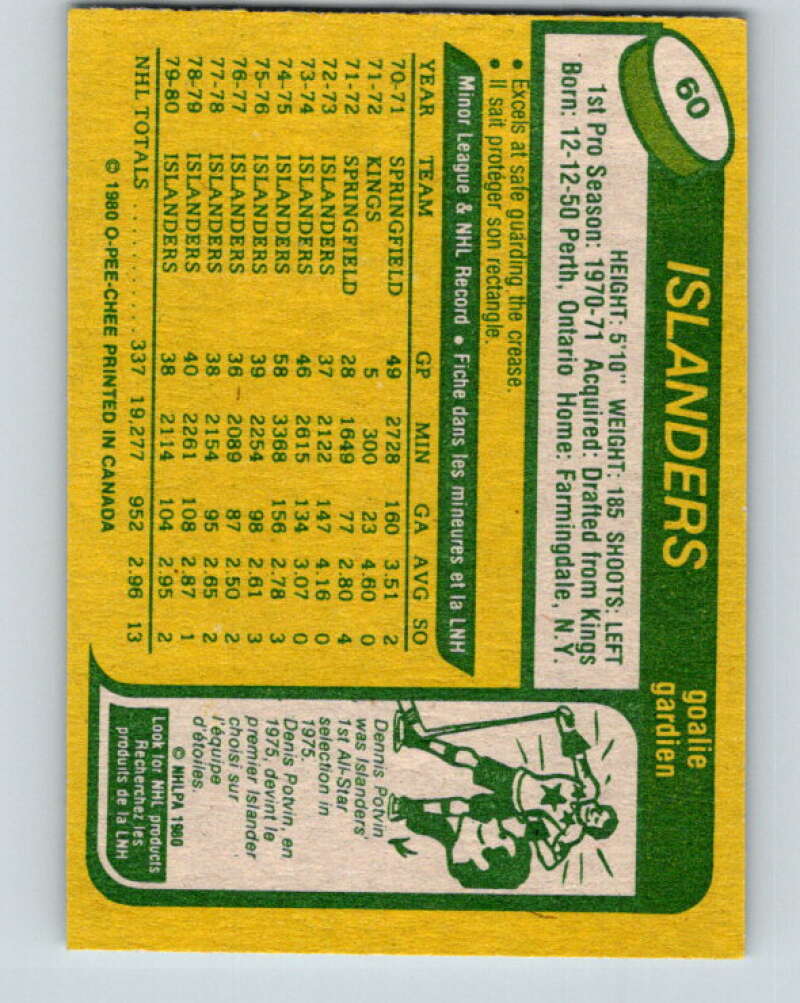 60
ISLANDERS
goalie
gardien
HEIGHT: 5'10" WEIGHT: 185 SHOOTS: LEFT
1st Pro Season: 1970-71 Acquired: Drafted from Kings
Born: 12-12-50 Perth, Ontario Home: Farmingdale, N.Y.
• Excels at safe guarding the crease.
• Il sait protéger son rectangle.
Minor League & NHL Record • Fiche dans les mineures et la LNH
YEAR TEAM GP MIN GA AVG SO
70-71 SPRINGFIELD 49 2728 160 3.51 2
71-72 KINGS 5 300 23 4.60 0
71-72 SPRINGFIELD 28 1649 77 2.80 4
72-73 ISLANDERS 37 2122 147 4.16 0
73-74 ISLANDERS 46 2615 134 3.07 0
74-75 ISLANDERS 58 3368 156 2.78 3
75-76 ISLANDERS 39 2254 98 2.61 3
76-77 ISLANDERS 36 2089 87 2.50 2
77-78 ISLANDERS 38 2154 95 2.65 2
78-79 ISLANDERS 40 2261 108 2.87 1
79-80 ISLANDERS 38 2114 104 2.95 2
NHL TOTALS .......... 337 19,277 952 2.96 13
© 1980 O-PEE-CHEE PRINTED IN CANADA
Dennis Potvin
was Islanders'
1st All-Star
selection in
1975.
Denis Potvin, en
1975, devint le
premier Islander
choisi sur
l'équipe
d'étoiles.
© NHLPA 1980
Look for NHL products
Recherchez les
produits de la LNH